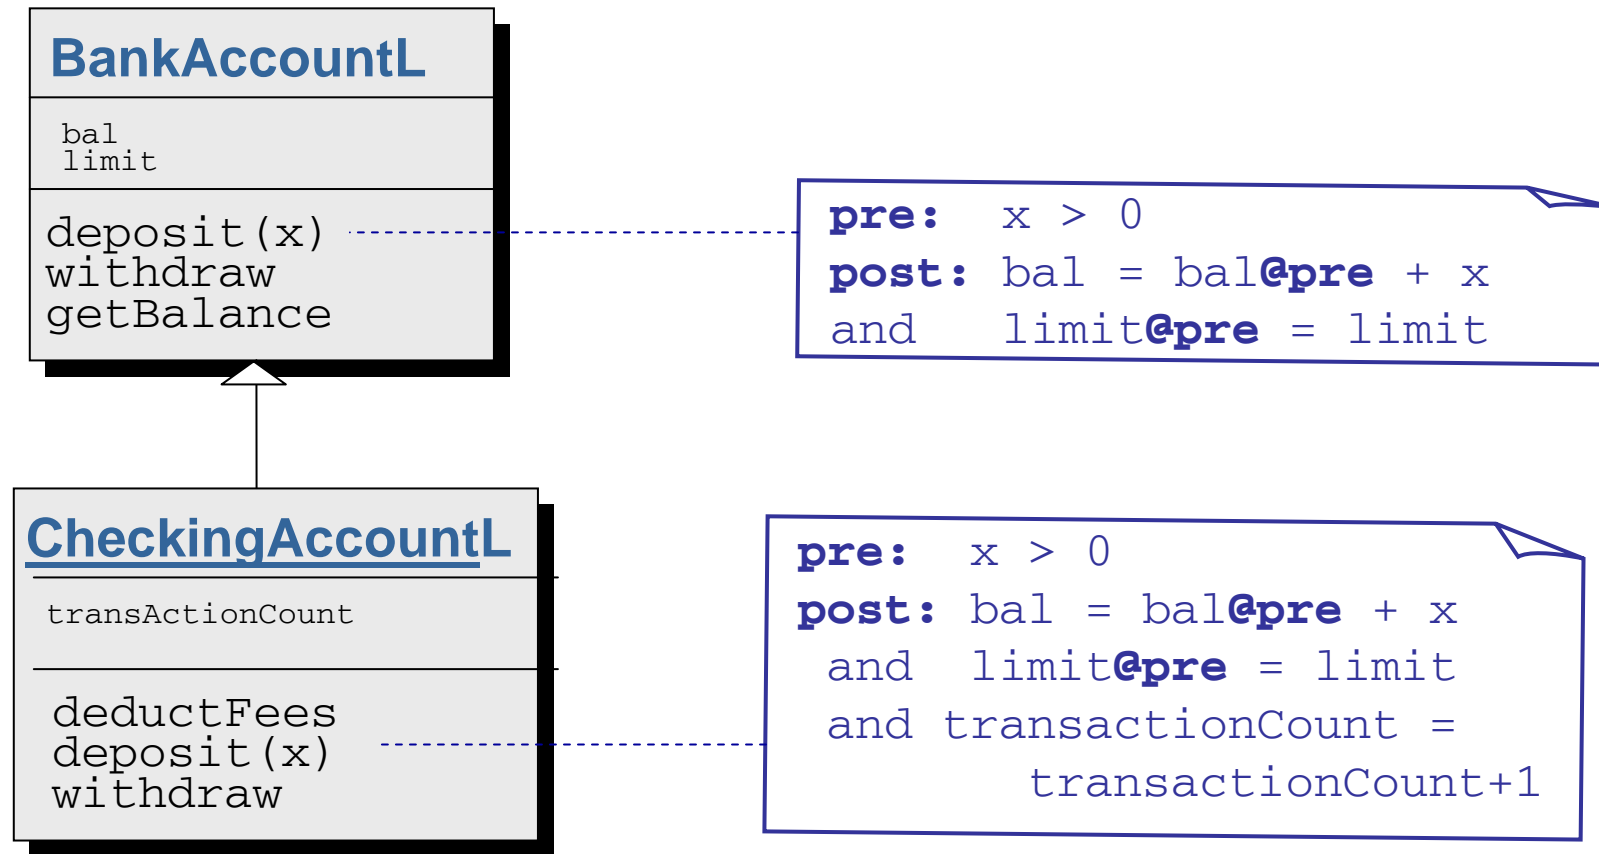 BankAccountL
bal
limit
deposit(x)
withdraw
getBalance
pre: x > 0
post: bal = bal@pre + x
and limit@pre = limit
CheckingAccountL
transActionCount
deductFees
deposit(x)
withdraw
pre: x > 0
post: bal = bal@pre + x
and limit@pre = limit
and transactionCount =
transactionCount+1